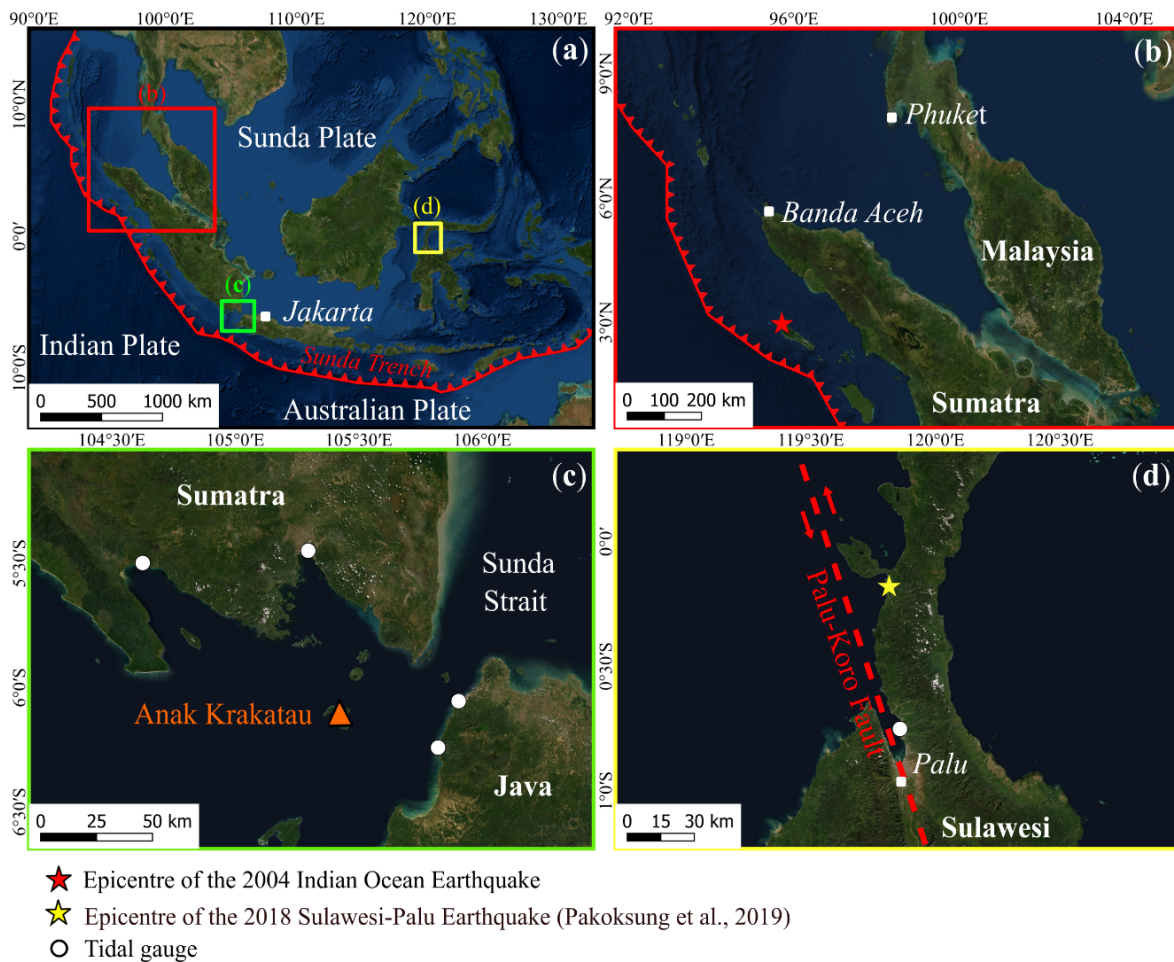 90°0′E 100°0′E 110°0′E 120°0′E 130°0′E
10°0′N
0°0′
10°0′S
(a)
(b)
Sunda Plate
(d)
(c)
Jakarta
Indian Plate
Sunda Trench
Australian Plate
0 500 1000 km
92°0′E 96°0′E 100°0′E 104°0′E
9°0′N
6°0′N
3°0′N
(b)
Phuket
Banda Aceh
Malaysia
Sumatra
0 100 200 km
104°30′E 105°0′E 105°30′E 106°0′E
5°30′S
6°0′S
6°30′S
(c)
Sumatra
Sunda
Strait
Anak Krakatau
Java
0 25 50 km
119°0′E 119°30′E 120°0′E 120°30′E
0°0′
0°30′S
1°0′S
(d)
Palu-Koro Fault
Palu
Sulawesi
0 15 30 km
Epicentre of the 2004 Indian Ocean Earthquake
Epicentre of the 2018 Sulawesi-Palu Earthquake (Pakoksung et al., 2019)
Tidal gauge